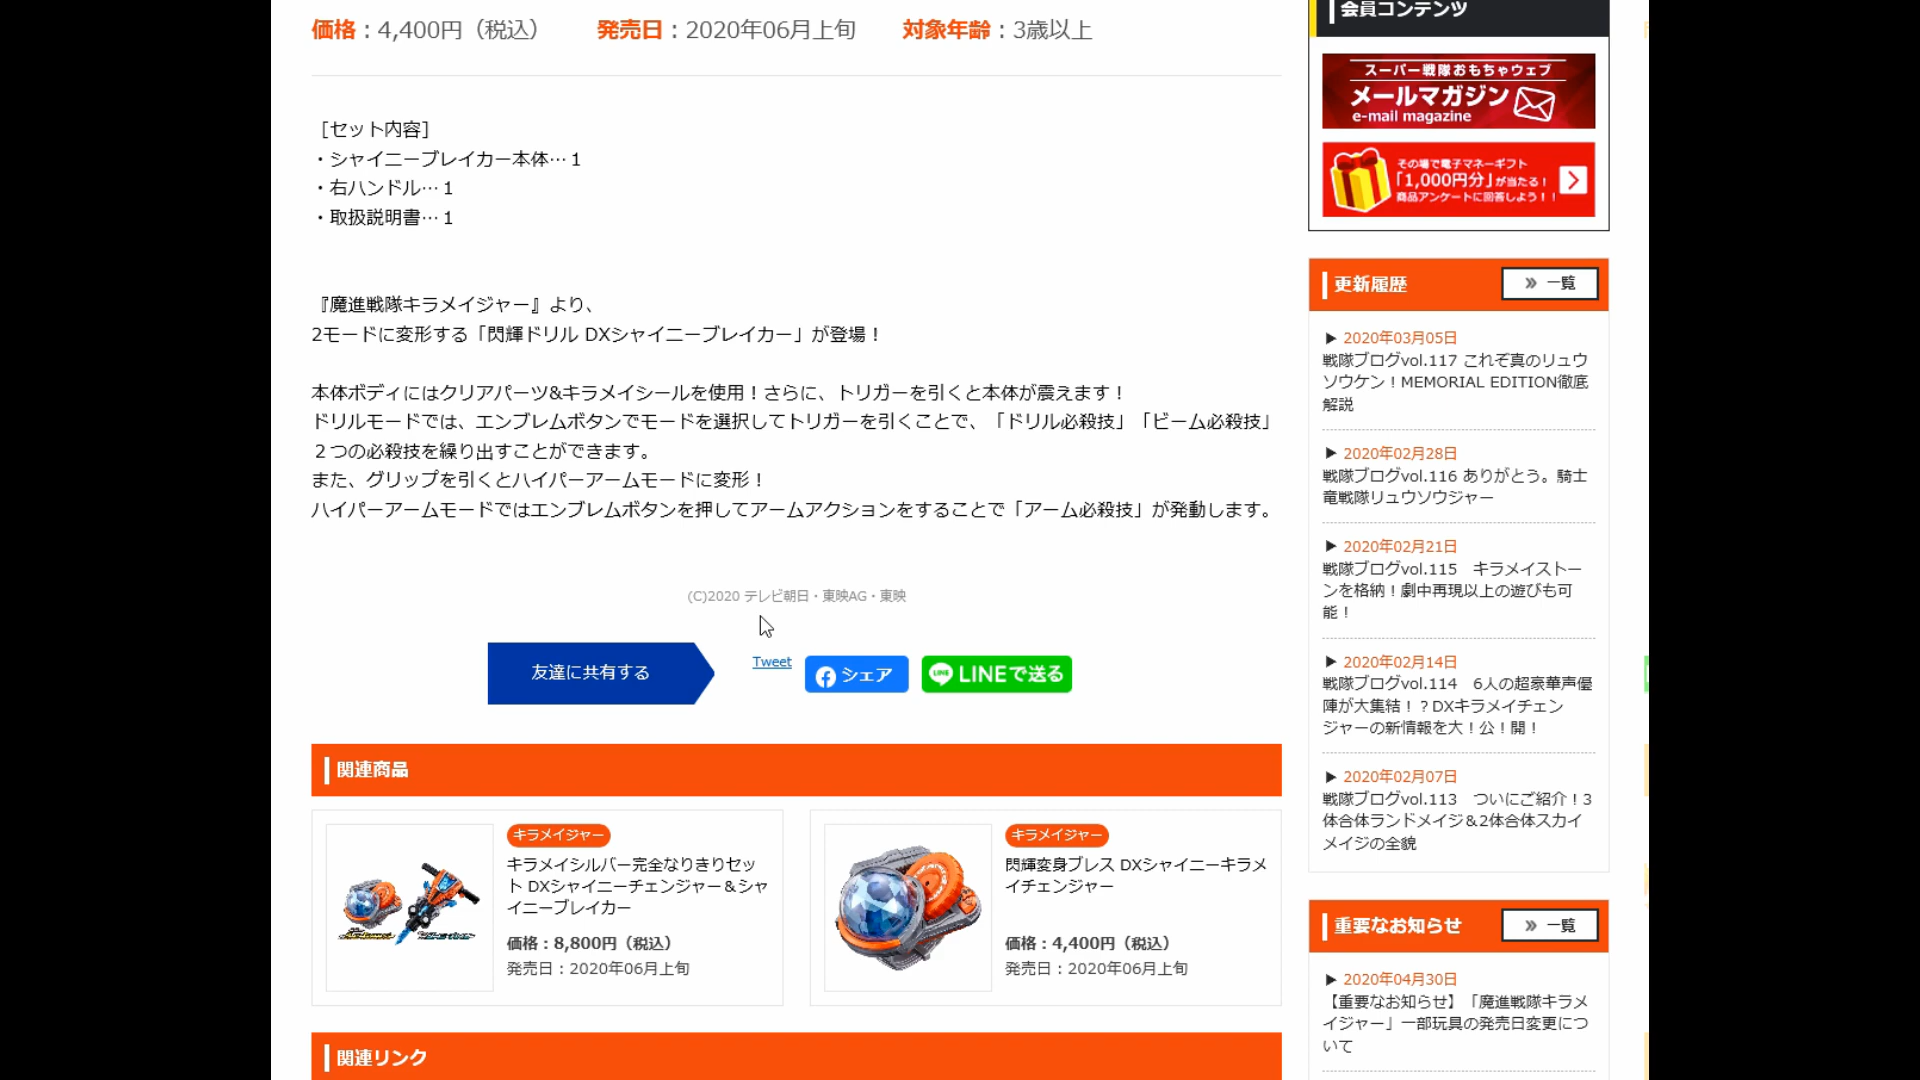 価格：4,400円（税込）　発売日：2020年06月上旬　対象年齢：3歳以上
［セット内容］
・シャイニーブレイカー本体…１
・右ハンドル…１
・取扱説明書…１
『魔進戦隊キラメイジャー』より、
2モードに変形する「閃輝ドリル DXシャイニーブレイカー」が登場！
本体ボディにはクリアパーツ&キラメイシールを使用！さらに、トリガーを引くと本体が震えます！
ドリルモードでは、エンブレムボタンでモードを選択してトリガーを引くことで、「ドリル必殺技」「ビーム必殺技」
２つの必殺技を繰り出すことができます。
また、グリップを引くとハイパーアームモードに変形！
ハイパーアームモードではエンブレムボタンを押してアームアクションをすることで「アーム必殺技」が発動します。
(C)2020 テレビ朝日・東映AG・東映
友達に共有する
Tweet
シェア
LINEで送る
関連商品
キラメイジャー
キラメイシルバー完全なりきりセッ
ト DXシャイニーチェンジャー＆シャ
イニーブレイカー
価格：8,800円（税込）
発売日：2020年06月上旬
キラメイジャー
閃輝変身ブレス DXシャイニーキラメ
イチェンジャー
価格：4,400円（税込）
発売日：2020年06月上旬
関連リンク
会員コンテンツ
スーパー戦隊おもちゃウェブ
メールマガジン
e-mail magazine
その場で電子マネーギフト
「1,000円分」が当たる！
商品アンケートに回答しよう！！
更新履歴
一覧
2020年03月05日
戦隊ブログvol.117 これぞ真のリュウ
ソウケン！MEMORIAL EDITION徹底
解説
2020年02月28日
戦隊ブログvol.116 ありがとう。騎士
竜戦隊リュウソウジャー
2020年02月21日
戦隊ブログvol.115　キラメイストー
ンを格納！劇中再現以上の遊びも可
能！
2020年02月14日
戦隊ブログvol.114　6人の超豪華声優
陣が大集結！？DXキラメイチェン
ジャーの新情報を大！公！開！
2020年02月07日
戦隊ブログvol.113　ついにご紹介！3
体合体ランドメイジ＆2体合体スカイ
メイジの全貌
重要なお知らせ
一覧
2020年04月30日
【重要なお知らせ】「魔進戦隊キラメ
イジャー」一部玩具の発売日変更につ
いて